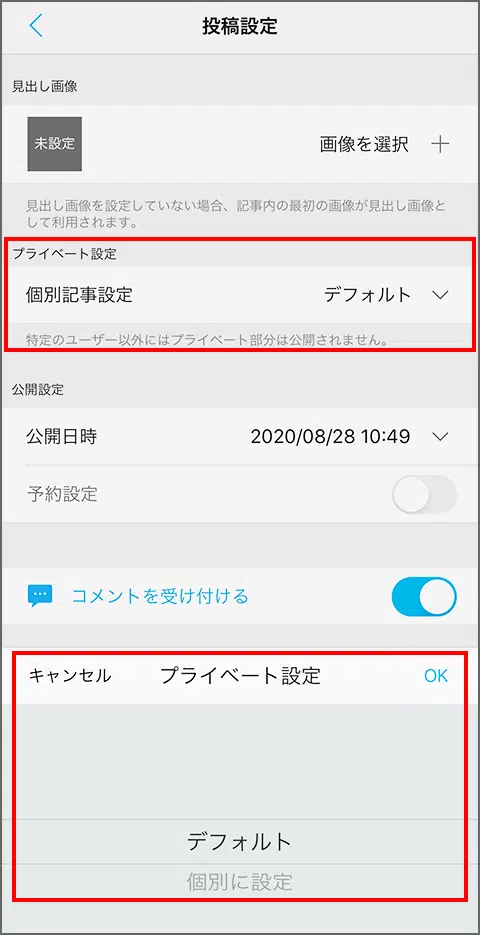 投稿設定
見出し画像
未設定
画像を選択
見出し画像を設定していない場合、記事内の最初の画像が見出し画像と
して利用されます。
プライベート設定
個別記事設定 デフォルト
特定のユーザー以外にはプライベート部分は公開されません。
公開設定
公開日時 2020/08/28 10:49
予約設定
コメントを受け付ける
キャンセル プライベート設定 OK
デフォルト
個別に設定